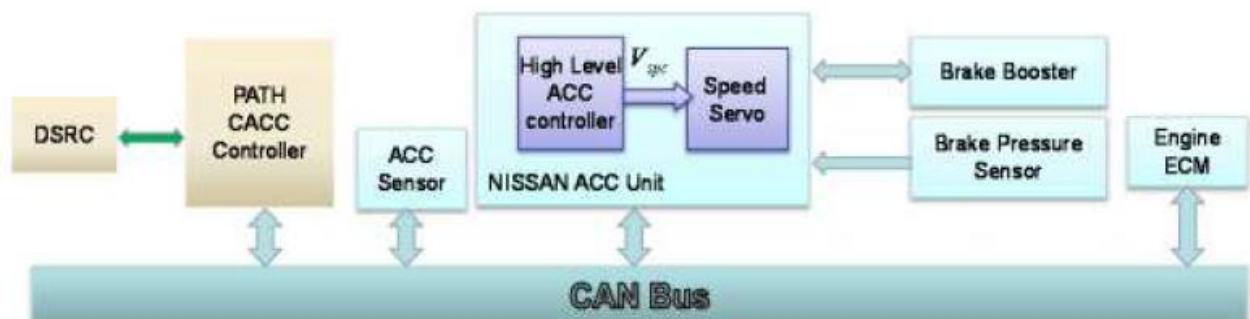 DSRC
PATH
CACC
Controller
ACC
Sensor
High Level
ACC
controller
V
Speed
Servo
NISSAN ACC Unit
Brake Booster
Brake Pressure
Sensor
Engine
ECM
CAN Bus